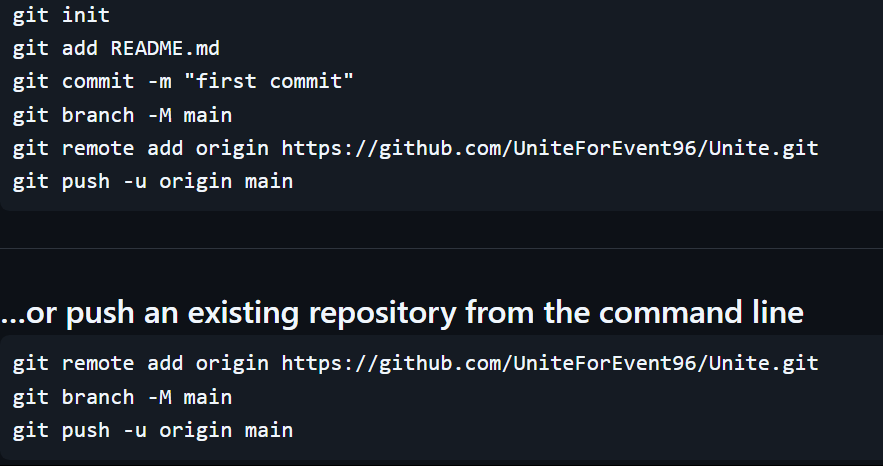 git init
git add README.md
git commit -m "first commit"
git branch -M main
git remote add origin https://github.com/UniteForEvent96/Unite.git
git push -u origin main
…or push an existing repository from the command line
git remote add origin https://github.com/UniteForEvent96/Unite.git
git branch -M main
git push -u origin main